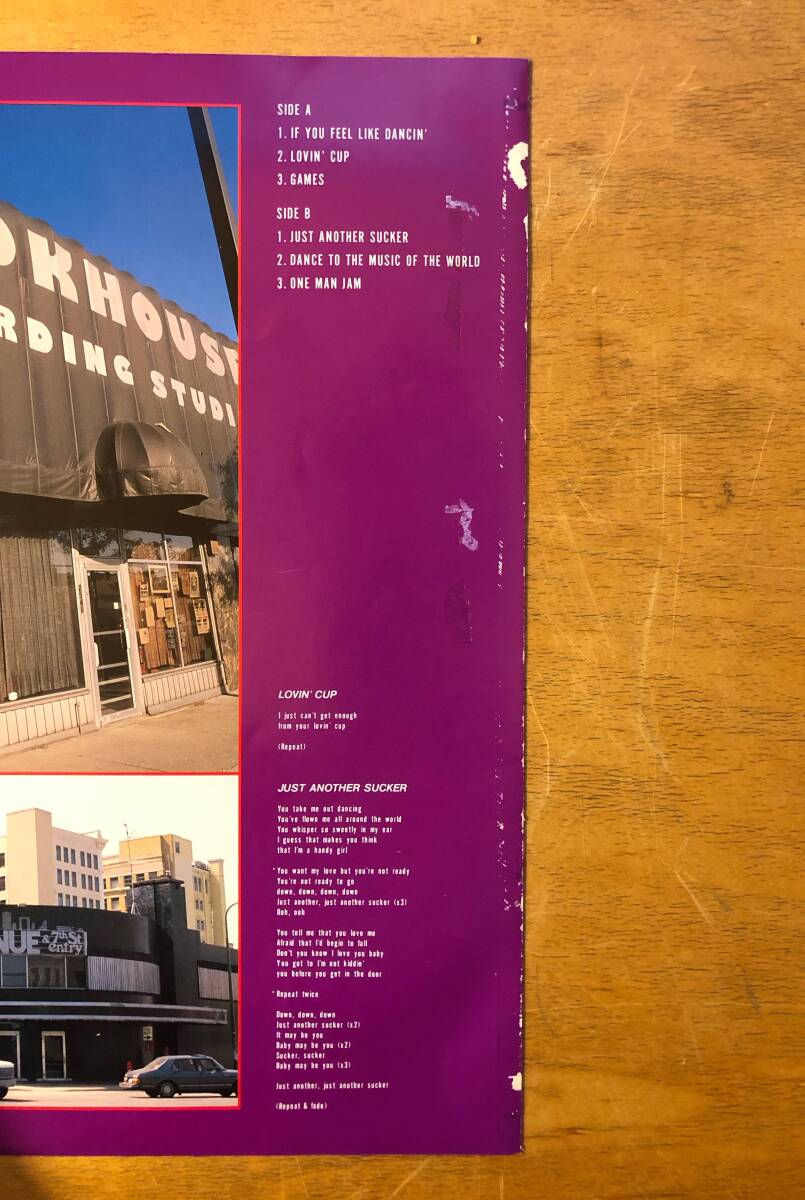 SIDE A
1. IF YOU FEEL LIKE DANCIN'
2. LOVIN' CUP
3. GAMES
SIDE B
1. JUST ANOTHER SUCKER
2. DANCE TO THE MUSIC OF THE WORLD
3. ONE MAN JAM
OKHOUSE
RDING STUDI
NUE & 7th St
entry
LOVIN' CUP
I just can't get enough
from your lovin' cup
(Repeat)
JUST ANOTHER SUCKER
You take me out dancing
You've flown me all around the world
You whisper so sweetly in my ear
I guess that makes you think
that I'm a handy girl
*You want my love but you're not ready
You're not ready to go
down, down, down, down
Just another, just another sucker (x3)
Ooh, ooh
You tell me that you love me
Afraid that I'd begin to fall
Don't you know I love you baby
You got to I'm not kiddin'
you before you get in the door
*Repeat twice
Down, down, down
Just another sucker (x2)
It may be you
Baby may be you (x2)
Sucker, sucker
Baby may be you (x3)
Just another, just another sucker
(Repeat & fade)